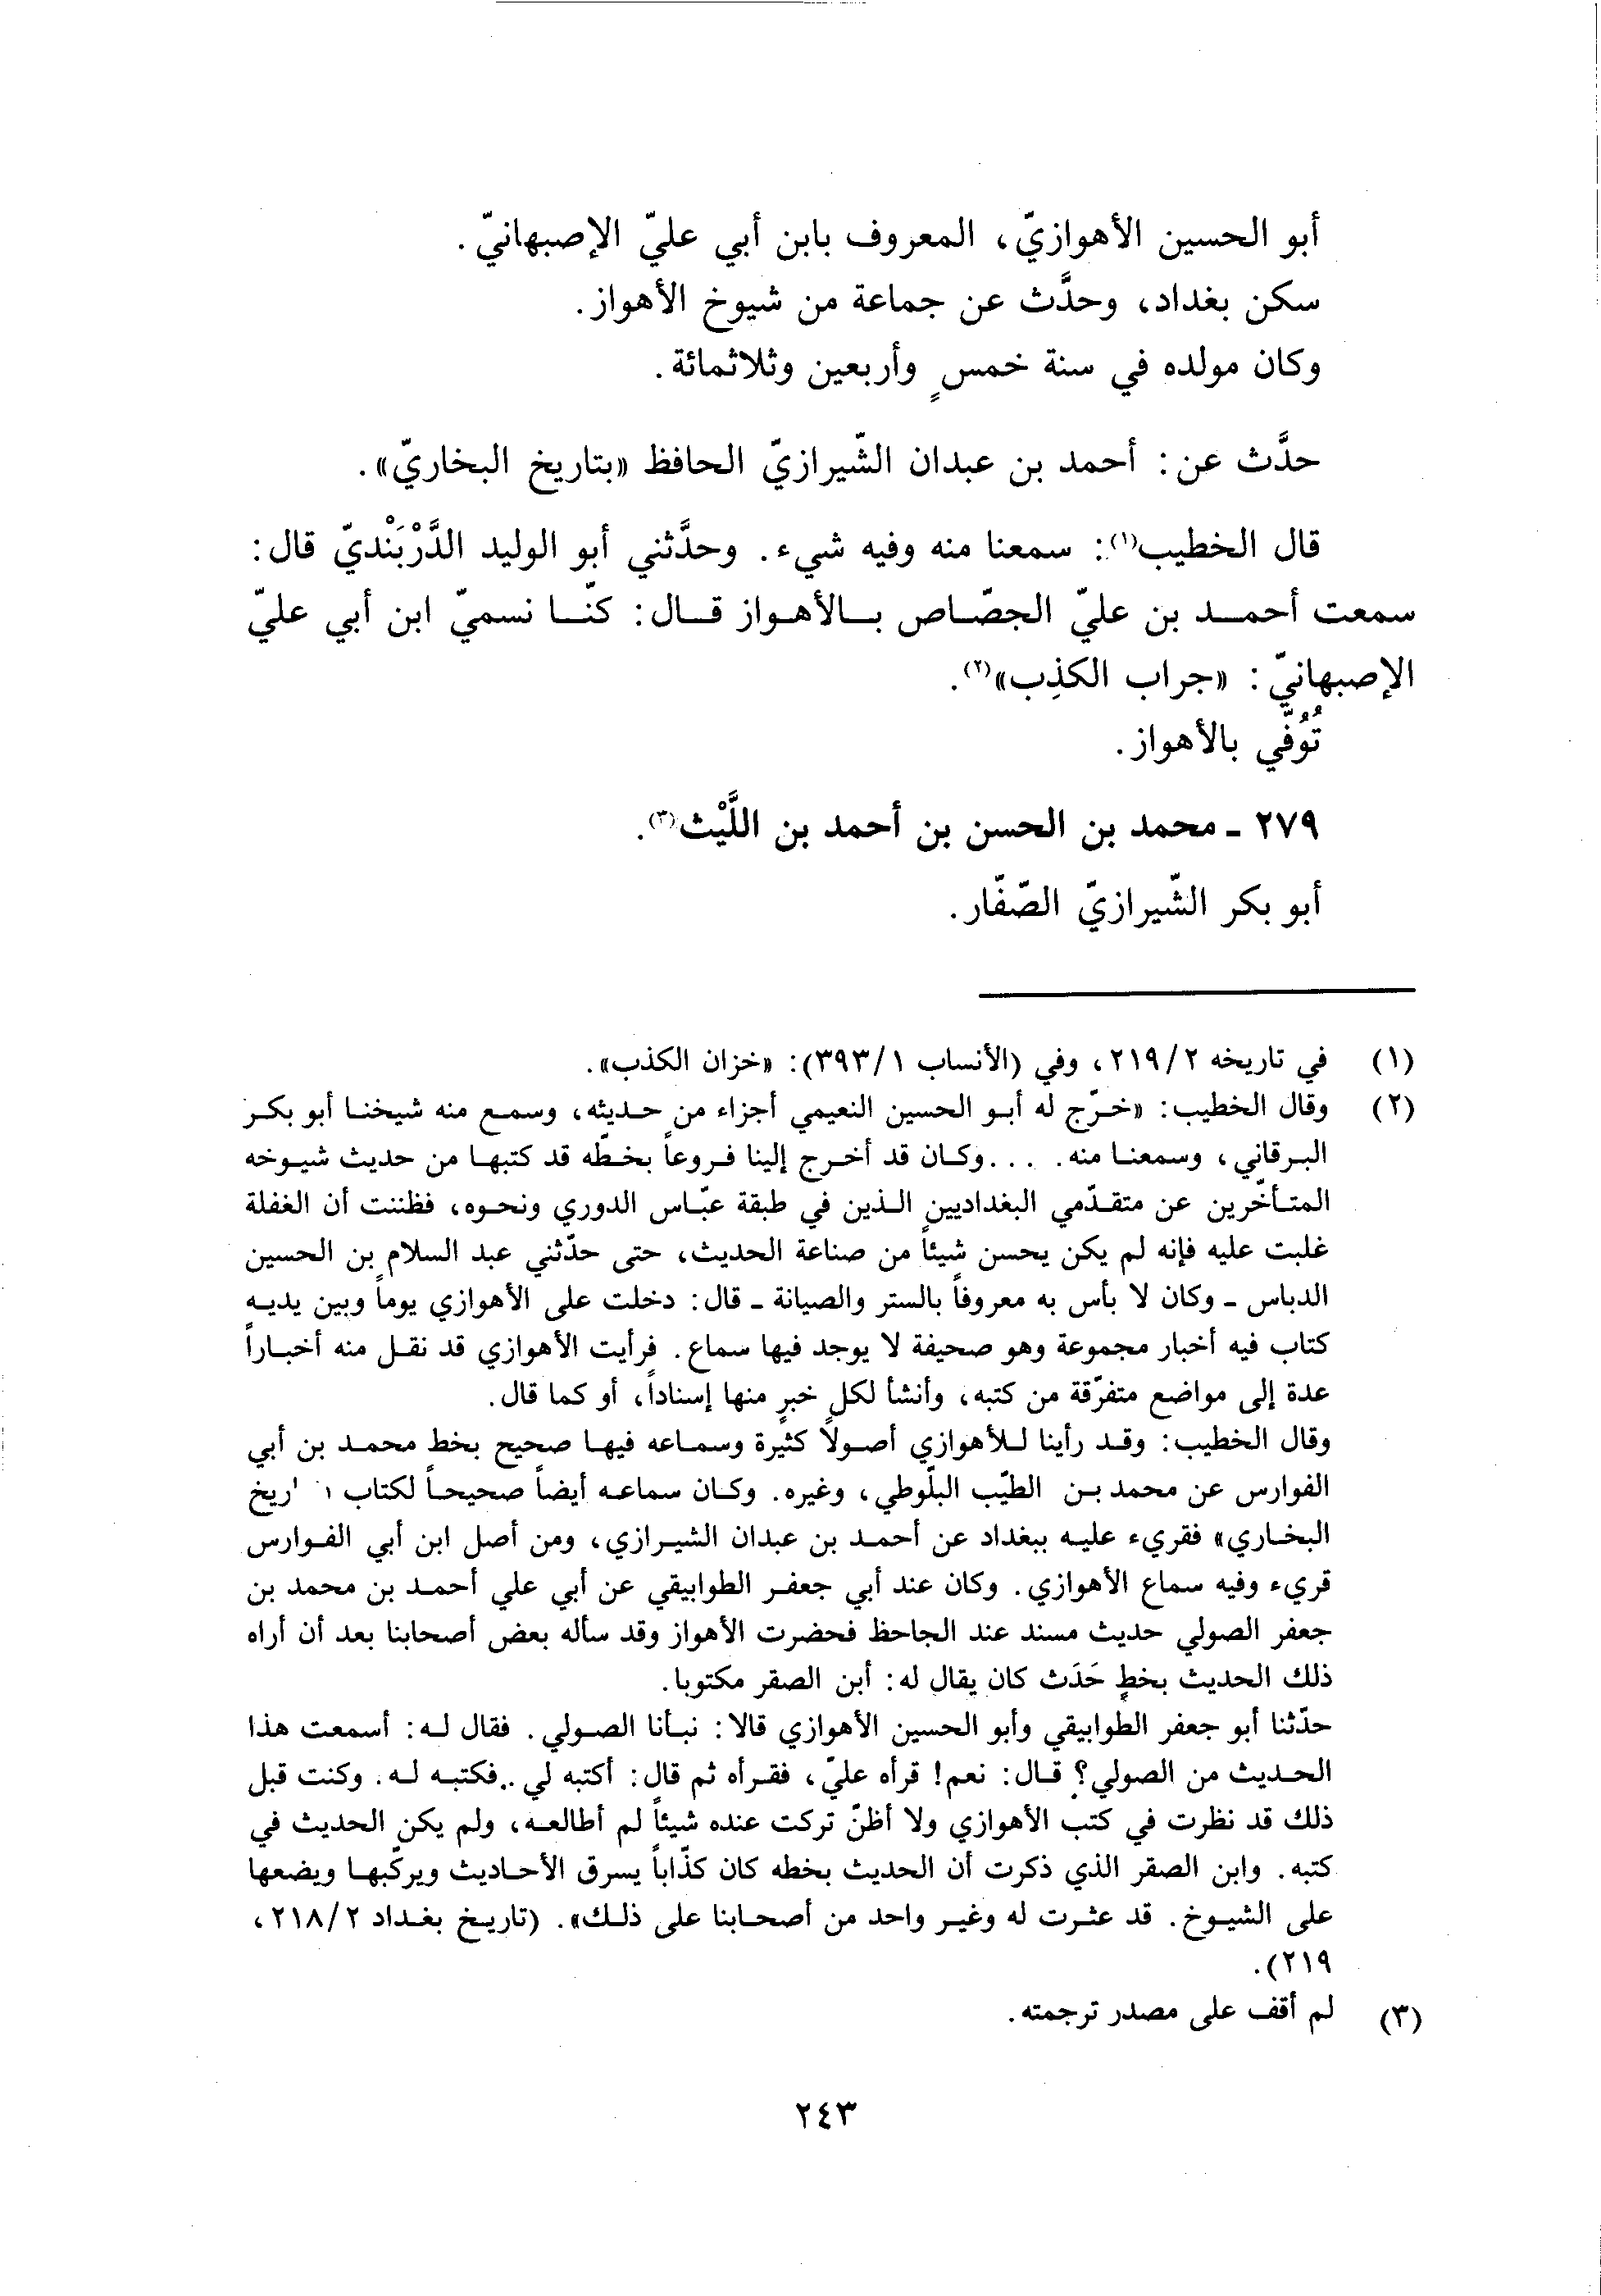 أبو الحسين الأهوازيّ، المعروف بابن أبي عليّ الإصبهانيّ.
سكن بغداد، وحدَّث عن جماعة من شيوخ الأهواز.
وكان مولده في سنة خمسٍ وأربعين وثلاثمائة.
حدَّث عن: أحمد بن عبدان الشّيرازيّ الحافظ «بتاريخ البخاريّ».
قال الخطيب(١): سمعنا منه وفيه شيء. وحدَّثني أبو الوليد الدَّرْبَنْديّ قال:
سمعت أحمد بن عليّ الجصّاص بالأهواز قال: كنّا نسميّ ابن أبي عليّ
الإصبهانيّ: «جراب الكذِب»(٢).
تُوُفّي بالأهواز.
٢٧٩ ـ محمد بن الحسن بن أحمد بن اللَّيْث(٣).
أبو بكر الشّيرازيّ الصّفّار.
(١) في تاريخه ٢/٢١٩، وفي (الأنساب ١/٣٩٣): «خزان الكذب».
(٢) وقال الخطيب: «خرّج له أبو الحسين النعيمي أجزاء من حديثه، وسمع منه شيخنا أبو بكر
البرقاني، وسمعنا منه. ... وكان قد أخرج إلينا فروعاً بخطّه قد كتبها من حديث شيوخه
المتأخّرين عن متقدّمي البغداديين الذين في طبقة عبّاس الدوري ونحوه، فظننت أن الغفلة
غلبت عليه فإنه لم يكن يحسن شيئاً من صناعة الحديث، حتى حدّثني عبد السلام بن الحسين
الدباس ـ وكان لا بأس به معروفاً بالستر والصيانة ـ قال: دخلت على الأهوازي يوماً وبين يديه
كتاب فيه أخبار مجموعة وهو صحيفة لا يوجد فيها سماع. فرأيت الأهوازي قد نقل منه أخباراً
عدة إلى مواضع متفرّقة من كتبه، وأنشأ لكل خبرٍ منها إسناداً، أو كما قال.
وقال الخطيب: وقد رأينا للأهوازي أصولاً كثيرة وسماعه فيها صحيح بخط محمد بن أبي
الفوارس عن محمد بن الطيّب البلّوطي، وغيره. وكان سماعه أيضاً صحيحاً لكتاب
البخاري» فقريء عليه ببغداد عن أحمد بن عبدان الشيرازي، ومن أصل ابن أبي الفوارس
قريء وفيه سماع الأهوازي. وكان عند أبي جعفر الطوابيقي عن أبي علي أحمد بن محمد بن
جعفر الصولي حديث مسند عند الجاحظ فحضرت الأهواز وقد سأله بعض أصحابنا بعد أن أراه
ذلك الحديث بخطٍ حَدَث كان يقال له: أبن الصقر مكتوبا.
حدّثنا أبو جعفر الطوابيقي وأبو الحسين الأهوازي قالا: نبأنا الصولي. فقال له: أسمعت هذا
الحديث من الصولي؟ قال: نعم! قرأه عليّ، فقرأه ثم قال: أكتبه لي. فكتبه له. وكنت قبل
ذلك قد نظرت في كتب الأهوازي ولا أظنّ تركت عنده شيئاً لم أطالعه، ولم يكن الحديث في
كتبه. وابن الصقر الذي ذكرت أن الحديث بخطه كان كذّاباً يسرق الأحاديث ويركّبها ويضعها
على الشيوخ. قد عثرت له وغير واحد من أصحابنا على ذلك». (تاريخ بغداد ٢/٢١٨،
٢١٩).
(٣) لم أقف على مصدر ترجمته.
٢٤٣